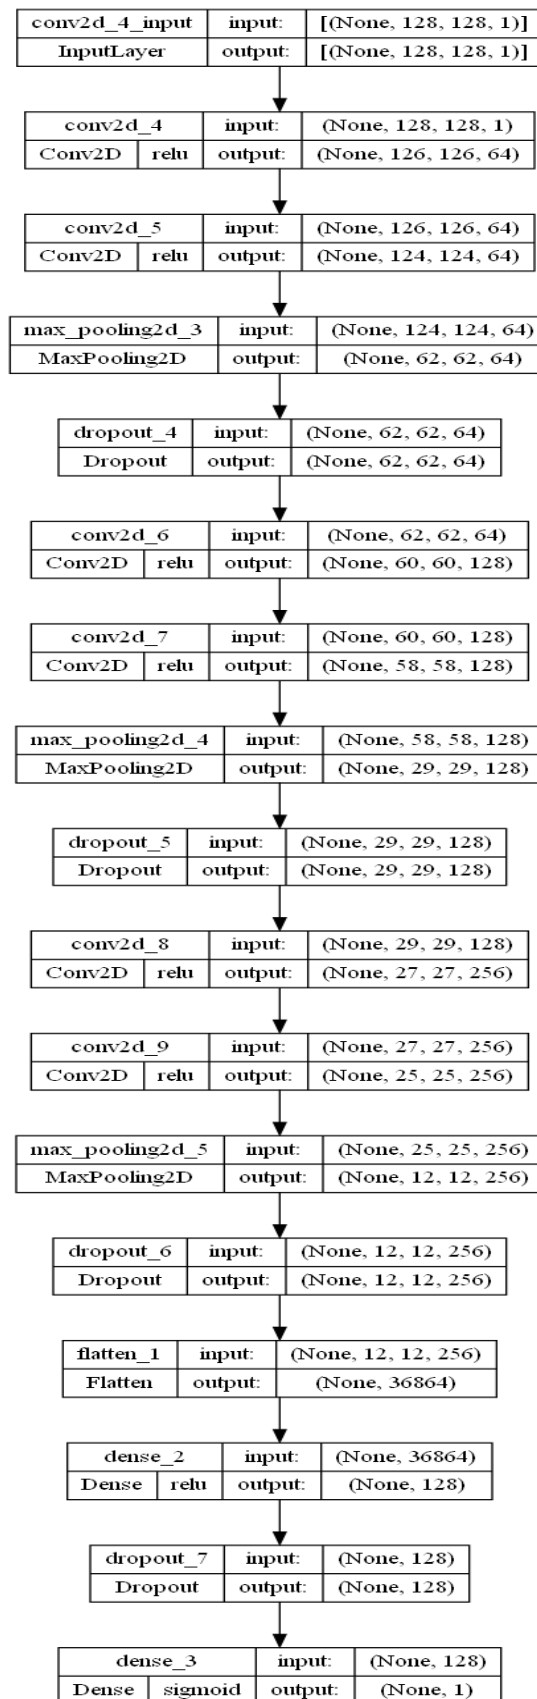 conv2d_4_input input: [(None, 128, 128, 1)]
InputLayer output: [(None, 128, 128, 1)]
conv2d_4 input: (None, 128, 128, 1)
Conv2D relu output: (None, 126, 126, 64)
conv2d_5 input: (None, 126, 126, 64)
Conv2D relu output: (None, 124, 124, 64)
max_pooling2d_3 input: (None, 124, 124, 64)
MaxPooling2D output: (None, 62, 62, 64)
dropout_4 input: (None, 62, 62, 64)
Dropout output: (None, 62, 62, 64)
conv2d_6 input: (None, 62, 62, 64)
Conv2D relu output: (None, 60, 60, 128)
conv2d_7 input: (None, 60, 60, 128)
Conv2D relu output: (None, 58, 58, 128)
max_pooling2d_4 input: (None, 58, 58, 128)
MaxPooling2D output: (None, 29, 29, 128)
dropout_5 input: (None, 29, 29, 128)
Dropout output: (None, 29, 29, 128)
conv2d_8 input: (None, 29, 29, 128)
Conv2D relu output: (None, 27, 27, 256)
conv2d_9 input: (None, 27, 27, 256)
Conv2D relu output: (None, 25, 25, 256)
max_pooling2d_5 input: (None, 25, 25, 256)
MaxPooling2D output: (None, 12, 12, 256)
dropout_6 input: (None, 12, 12, 256)
Dropout output: (None, 12, 12, 256)
flatten_1 input: (None, 12, 12, 256)
Flatten output: (None, 36864)
dense_2 input: (None, 36864)
Dense relu output: (None, 128)
dropout_7 input: (None, 128)
Dropout output: (None, 128)
dense_3 input: (None, 128)
Dense sigmoid output: (None, 1)